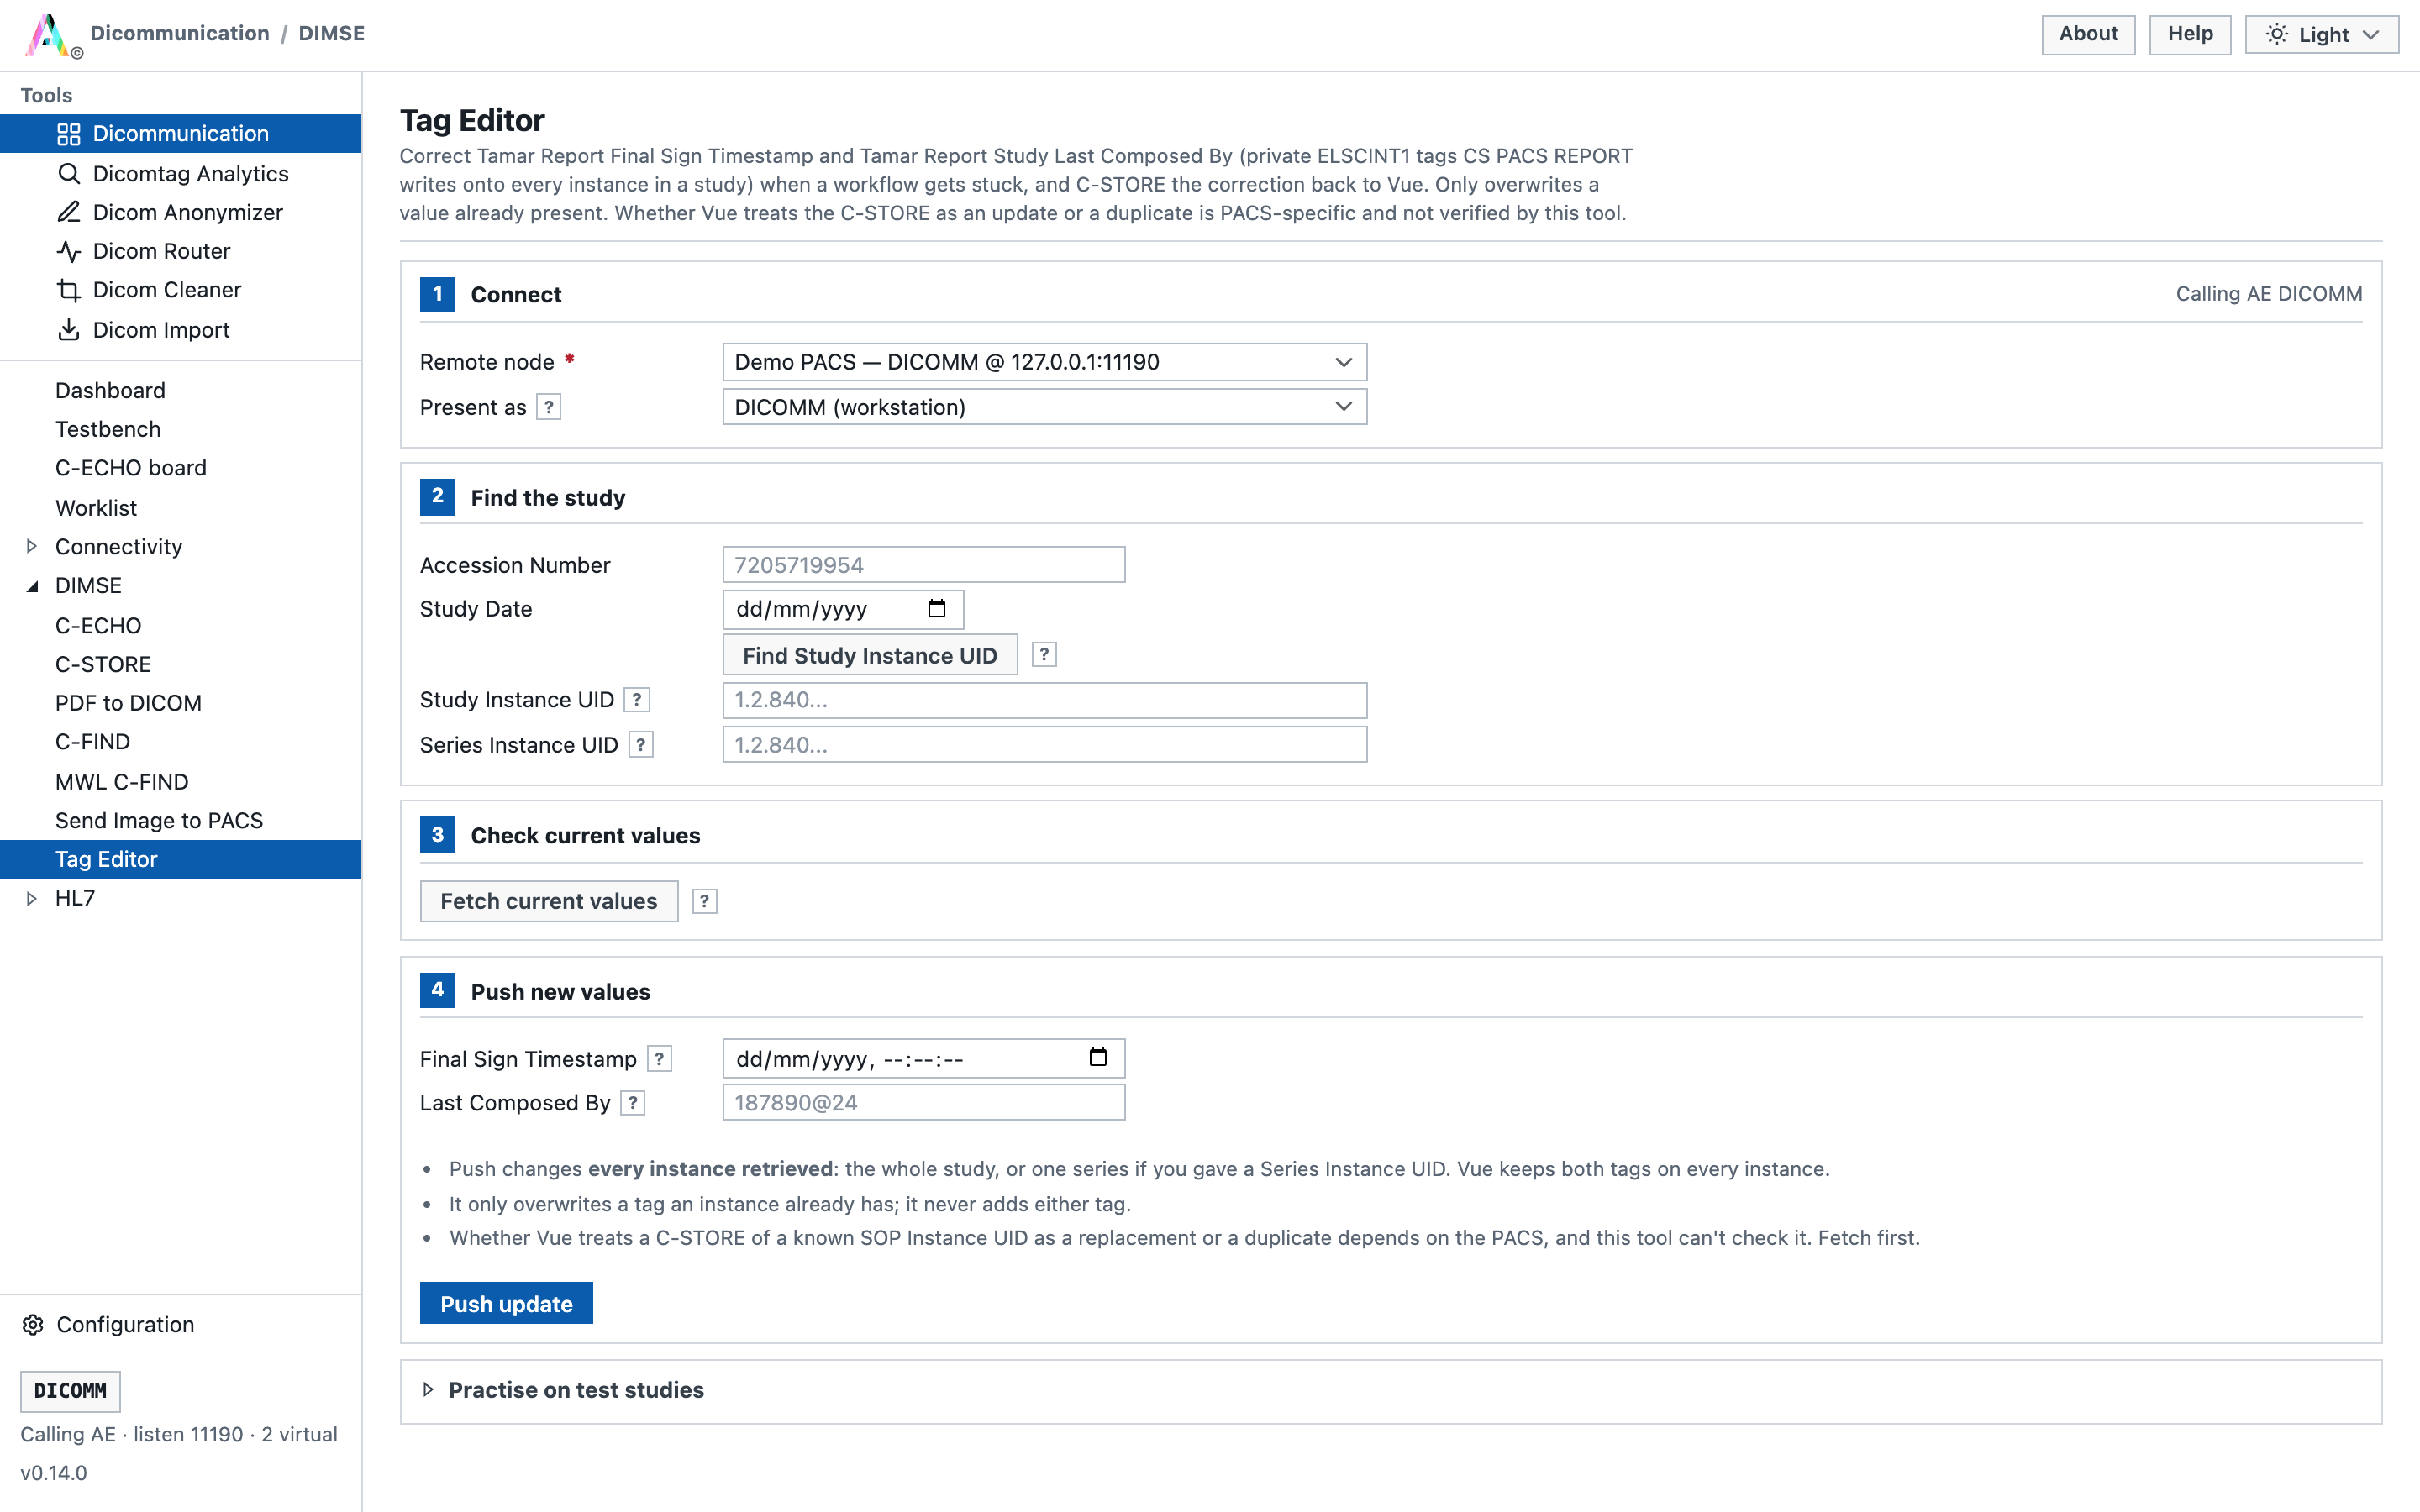 Dicommunication / DIMSE
About
Help
Light
Tools
Dicommunication
Dicomtag Analytics
Dicom Anonymizer
Dicom Router
Dicom Cleaner
Dicom Import
Dashboard
Testbench
C-ECHO board
Worklist
Connectivity
DIMSE
C-ECHO
C-STORE
PDF to DICOM
C-FIND
MWL C-FIND
Send Image to PACS
Tag Editor
HL7
Configuration
DICOMM
Calling AE · listen 11190 · 2 virtual
v0.14.0
Tag Editor
Correct Tamar Report Final Sign Timestamp and Tamar Report Study Last Composed By (private ELSCINT1 tags CS PACS REPORT
writes onto every instance in a study) when a workflow gets stuck, and C-STORE the correction back to Vue. Only overwrites a
value already present. Whether Vue treats the C-STORE as an update or a duplicate is PACS-specific and not verified by this tool.
1 Connect
Calling AE DICOMM
Remote node *
Demo PACS — DICOMM @ 127.0.0.1:11190
Present as ?
DICOMM (workstation)
2 Find the study
Accession Number
7205719954
Study Date
dd/mm/yyyy
Find Study Instance UID ?
Study Instance UID ?
1.2.840...
Series Instance UID ?
1.2.840...
3 Check current values
Fetch current values ?
4 Push new values
Final Sign Timestamp ?
dd/mm/yyyy, --:--:--
Last Composed By ?
187890@24
• Push changes every instance retrieved: the whole study, or one series if you gave a Series Instance UID. Vue keeps both tags on every instance.
• It only overwrites a tag an instance already has; it never adds either tag.
• Whether Vue treats a C-STORE of a known SOP Instance UID as a replacement or a duplicate depends on the PACS, and this tool can't check it. Fetch first.
Push update
Practise on test studies